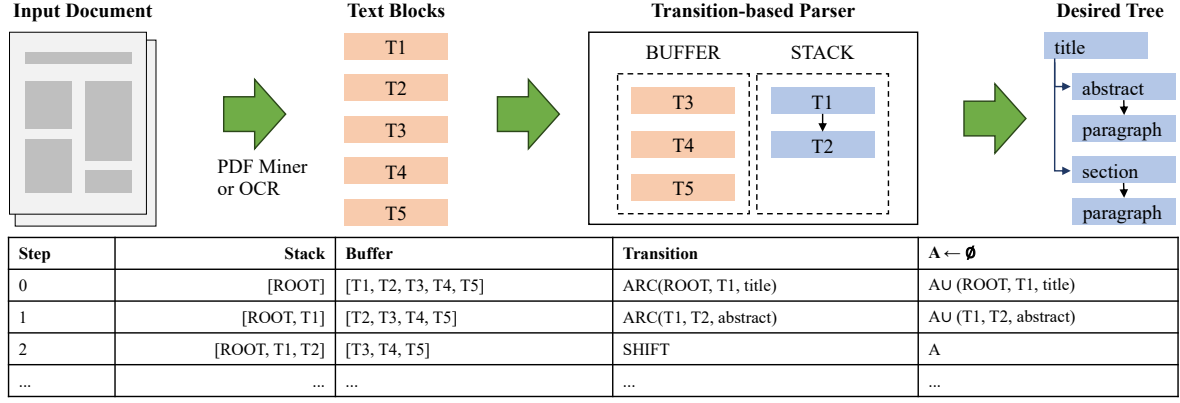 Input Document
Text Blocks
Transition-based Parser
Desired Tree
PDF Miner
or OCR
T1
T2
T3
T4
T5
BUFFER
STACK
T3
T4
T5
T1
T2
title
abstract
paragraph
section
paragraph
Step Stack Buffer Transition A ← ∅
0 [ROOT] [T1, T2, T3, T4, T5] ARC(ROOT, T1, title) A∪ (ROOT, T1, title)
1 [ROOT, T1] [T2, T3, T4, T5] ARC(T1, T2, abstract) A∪ (T1, T2, abstract)
2 [ROOT, T1, T2] [T3, T4, T5] SHIFT A
... ... ... ... ...